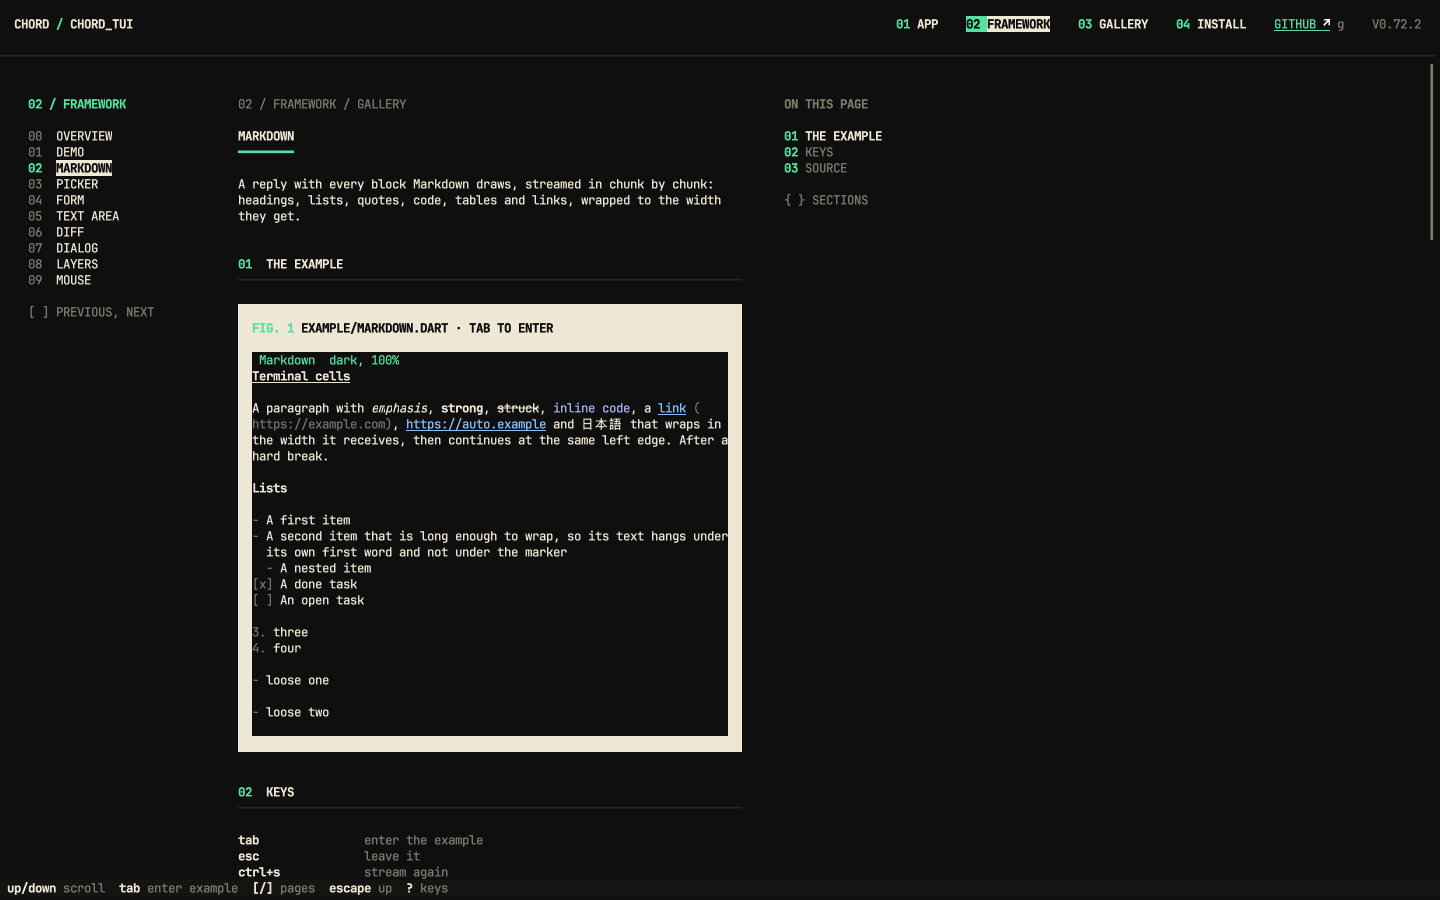 CHORD / CHORD_TUI
01 APP 02 FRAMEWORK 03 GALLERY 04 INSTALL GITHUB ↗ g V0.72.2
02 / FRAMEWORK
00 OVERVIEW
01 DEMO
02 MARKDOWN
03 PICKER
04 FORM
05 TEXT AREA
06 DIFF
07 DIALOG
08 LAYERS
09 MOUSE
[ ] PREVIOUS, NEXT
02 / FRAMEWORK / GALLERY
MARKDOWN
A reply with every block Markdown draws, streamed in chunk by chunk:
headings, lists, quotes, code, tables and links, wrapped to the width
they get.
01 THE EXAMPLE
FIG. 1 EXAMPLE/MARKDOWN.DART · TAB TO ENTER
Markdown dark, 100%
Terminal cells
A paragraph with emphasis, strong, struck, inline code, a link (
https://example.com), https://auto.example and 日本語 that wraps in
the width it receives, then continues at the same left edge. After a
hard break.
Lists
- A first item
- A second item that is long enough to wrap, so its text hangs under
its own first word and not under the marker
- A nested item
[x] A done task
[ ] An open task
3. three
4. four
- loose one
- loose two
02 KEYS
tab enter the example
esc leave it
ctrl+s stream again
ON THIS PAGE
01 THE EXAMPLE
02 KEYS
03 SOURCE
{ } SECTIONS
up/down scroll tab enter example [/] pages escape up ? keys